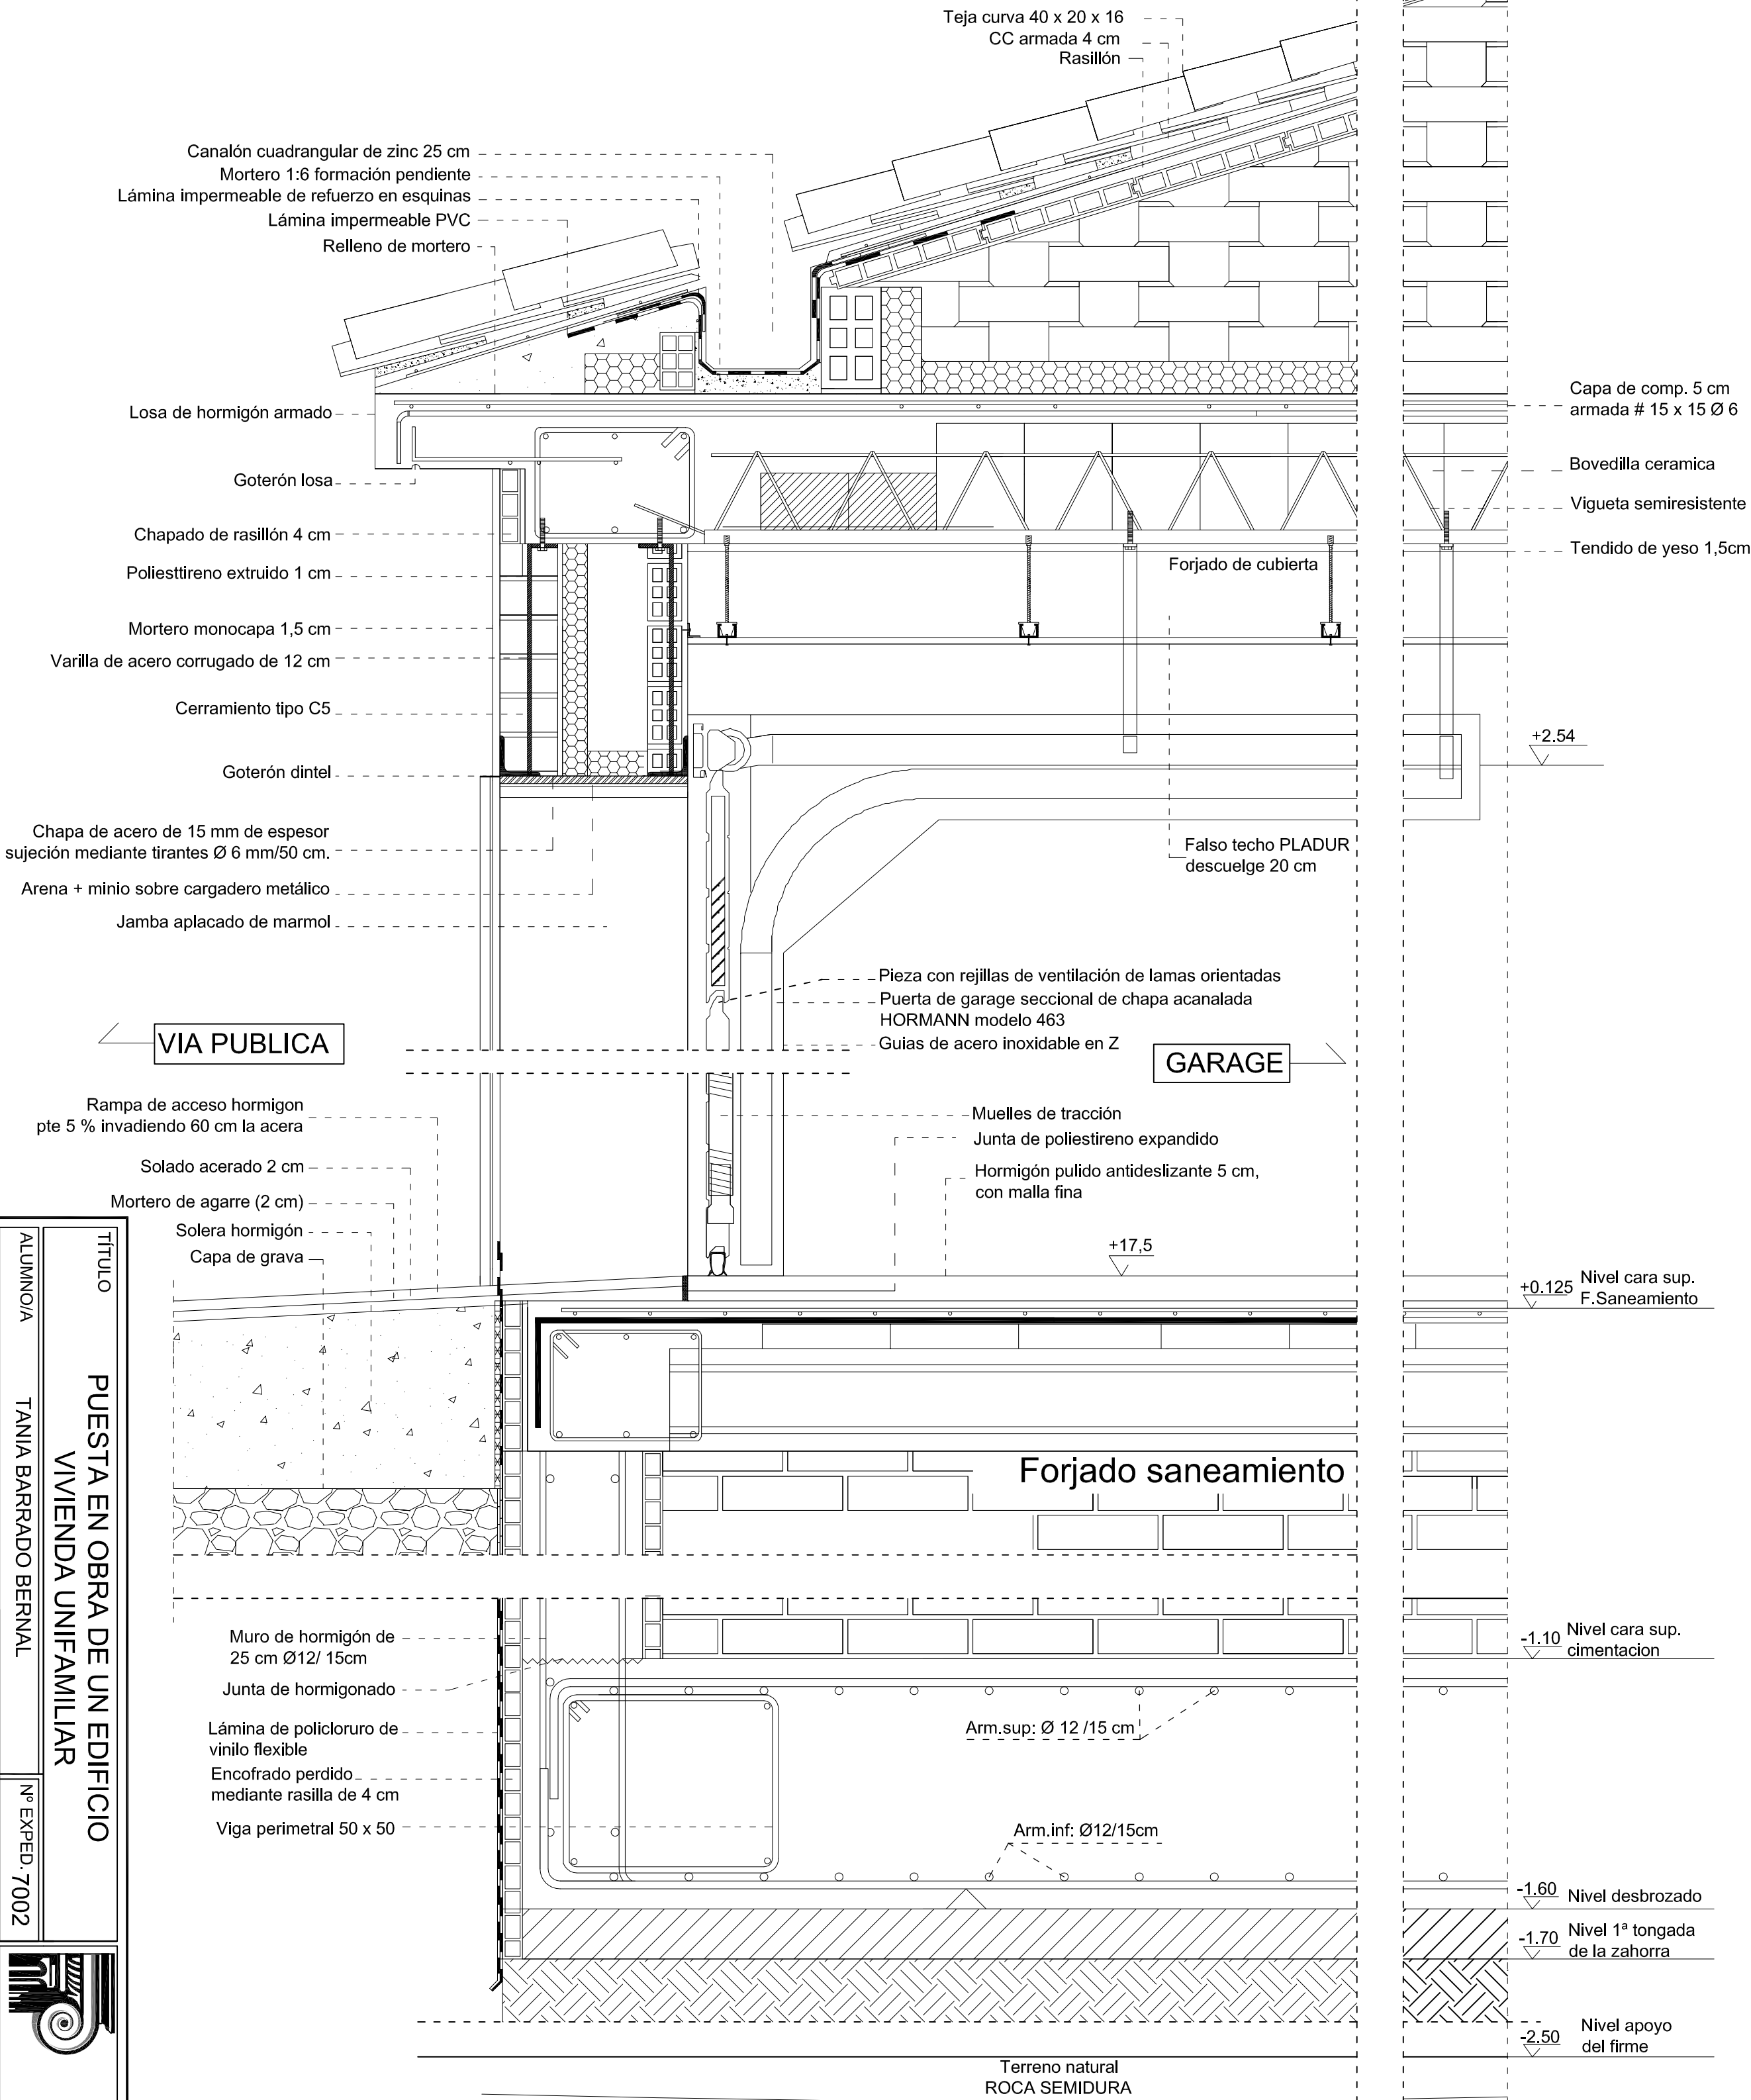 Teja curva 40 x 20 x 16
CC armada 4 cm
Rasillón
Canalón cuadrangular de zinc 25 cm
Mortero 1:6 formación pendiente
Lámina impermeable de refuerzo en esquinas
Lámina impermeable PVC
Relleno de mortero
Losa de hormigón armado
Goterón losa
Chapado de rasillón 4 cm
Poliesttireno extruido 1 cm
Mortero monocapa 1,5 cm
Varilla de acero corrugado de 12 cm
Cerramiento tipo C5
Goterón dintel
Chapa de acero de 15 mm de espesor
sujeción mediante tirantes Ø 6 mm/50 cm.
Arena + minio sobre cargadero metálico
Jamba aplacado de marmol
Capa de comp. 5 cm
armada # 15 x 15 Ø 6
Bovedilla ceramica
Vigueta semiresistente
Tendido de yeso 1,5cm
Forjado de cubierta
+2.54
Falso techo PLADUR
descuelge 20 cm
Pieza con rejillas de ventilación de lamas orientadas
Puerta de garage seccional de chapa acanalada
HORMANN modelo 463
Guias de acero inoxidable en Z
VIA PUBLICA
GARAGE
Rampa de acceso hormigon
pte 5 % invadiendo 60 cm la acera
Solado acerado 2 cm
Mortero de agarre (2 cm)
Solera hormigón
Capa de grava
Muelles de tracción
Junta de poliestireno expandido
Hormigón pulido antideslizante 5 cm,
con malla fina
+17,5
+0.125
Nivel cara sup.
F.Saneamiento
Forjado saneamiento
Muro de hormigón de
25 cm Ø12/ 15cm
Junta de hormigonado
Lámina de policloruro de
vinilo flexible
Encofrado perdido
mediante rasilla de 4 cm
Viga perimetral 50 x 50
-1.10
Nivel cara sup.
cimentacion
Arm.sup: Ø 12 /15 cm
Arm.inf: Ø12/15cm
-1.60
Nivel desbrozado
-1.70
Nivel 1ª tongada
de la zahorra
-2.50
Nivel apoyo
del firme
Terreno natural
ROCA SEMIDURA
TÍTULO
PUESTA EN OBRA DE UN EDIFICIO
VIVIENDA UNIFAMILIAR
ALUMNO/A
TANIA BARRADO BERNAL
Nº EXPED. 7002